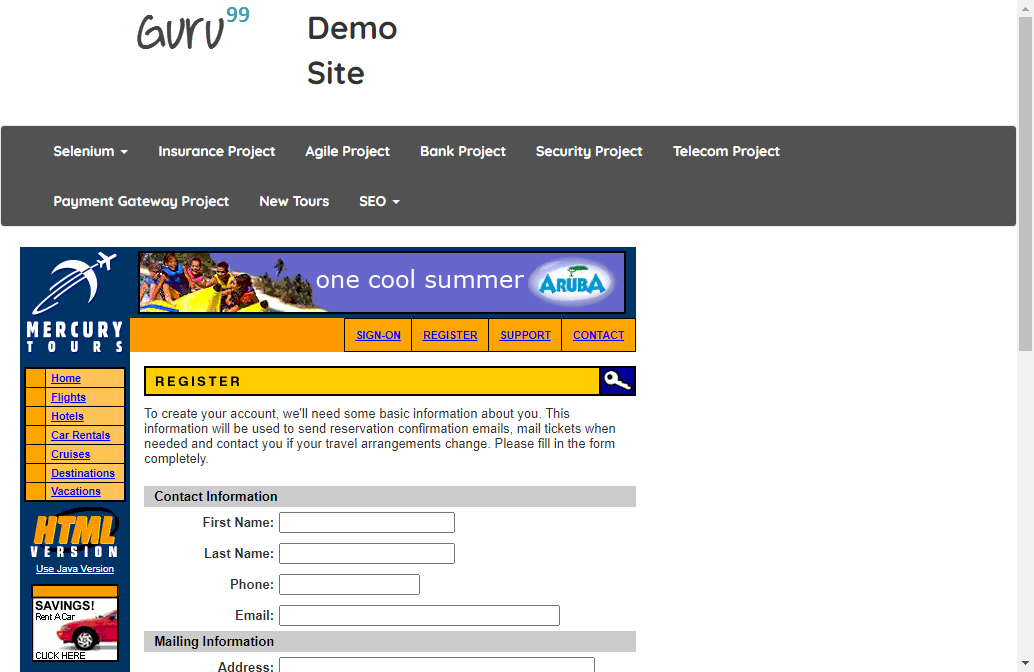 Guru99
Demo
Site
Selenium
Insurance Project
Agile Project
Bank Project
Security Project
Telecom Project
Payment Gateway Project
New Tours
SEO
one cool summer
ARUBA
MERCURY
TOURS
SIGN-ON
REGISTER
SUPPORT
CONTACT
Home
Flights
Hotels
Car Rentals
Cruises
Destinations
Vacations
HTML
VERSION
Use Java Version
SAVINGS!
Rent A Car
CLICK HERE
REGISTER
To create your account, we'll need some basic information about you. This
information will be used to send reservation confirmation emails, mail tickets when
needed and contact you if your travel arrangements change. Please fill in the form
completely.
Contact Information
First Name:
Last Name:
Phone:
Email:
Mailing Information
Address: